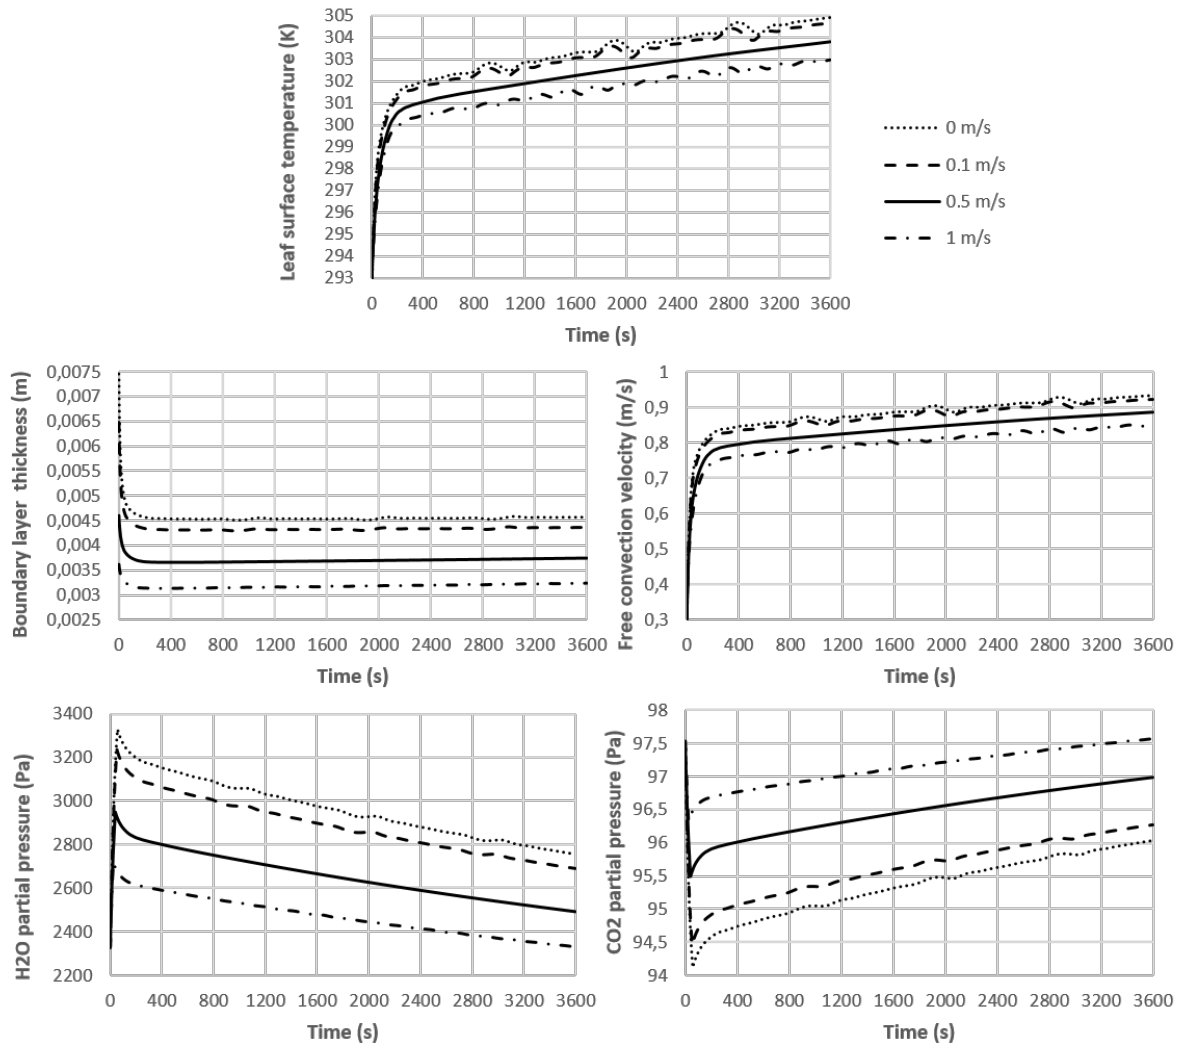 Leaf surface temperature (K)
305
304
303
302
301
300
299
298
297
296
295
294
293
0 400 800 1200 1600 2000 2400 2800 3200 3600
Time (s)
0 m/s
0.1 m/s
0.5 m/s
1 m/s
Boundary layer thickness (m)
0,0075
0,007
0,0065
0,006
0,0055
0,005
0,0045
0,004
0,0035
0,003
0,0025
0 400 800 1200 1600 2000 2400 2800 3200 3600
Time (s)
Free convection velocity (m/s)
1
0,9
0,8
0,7
0,6
0,5
0,4
0,3
0 400 800 1200 1600 2000 2400 2800 3200 3600
Time (s)
H2O partial pressure (Pa)
3400
3200
3000
2800
2600
2400
2200
0 400 800 1200 1600 2000 2400 2800 3200 3600
Time (s)
CO2 partial pressure (Pa)
98
97,5
97
96,5
96
95,5
95
94,5
94
0 400 800 1200 1600 2000 2400 2800 3200 3600
Time (s)